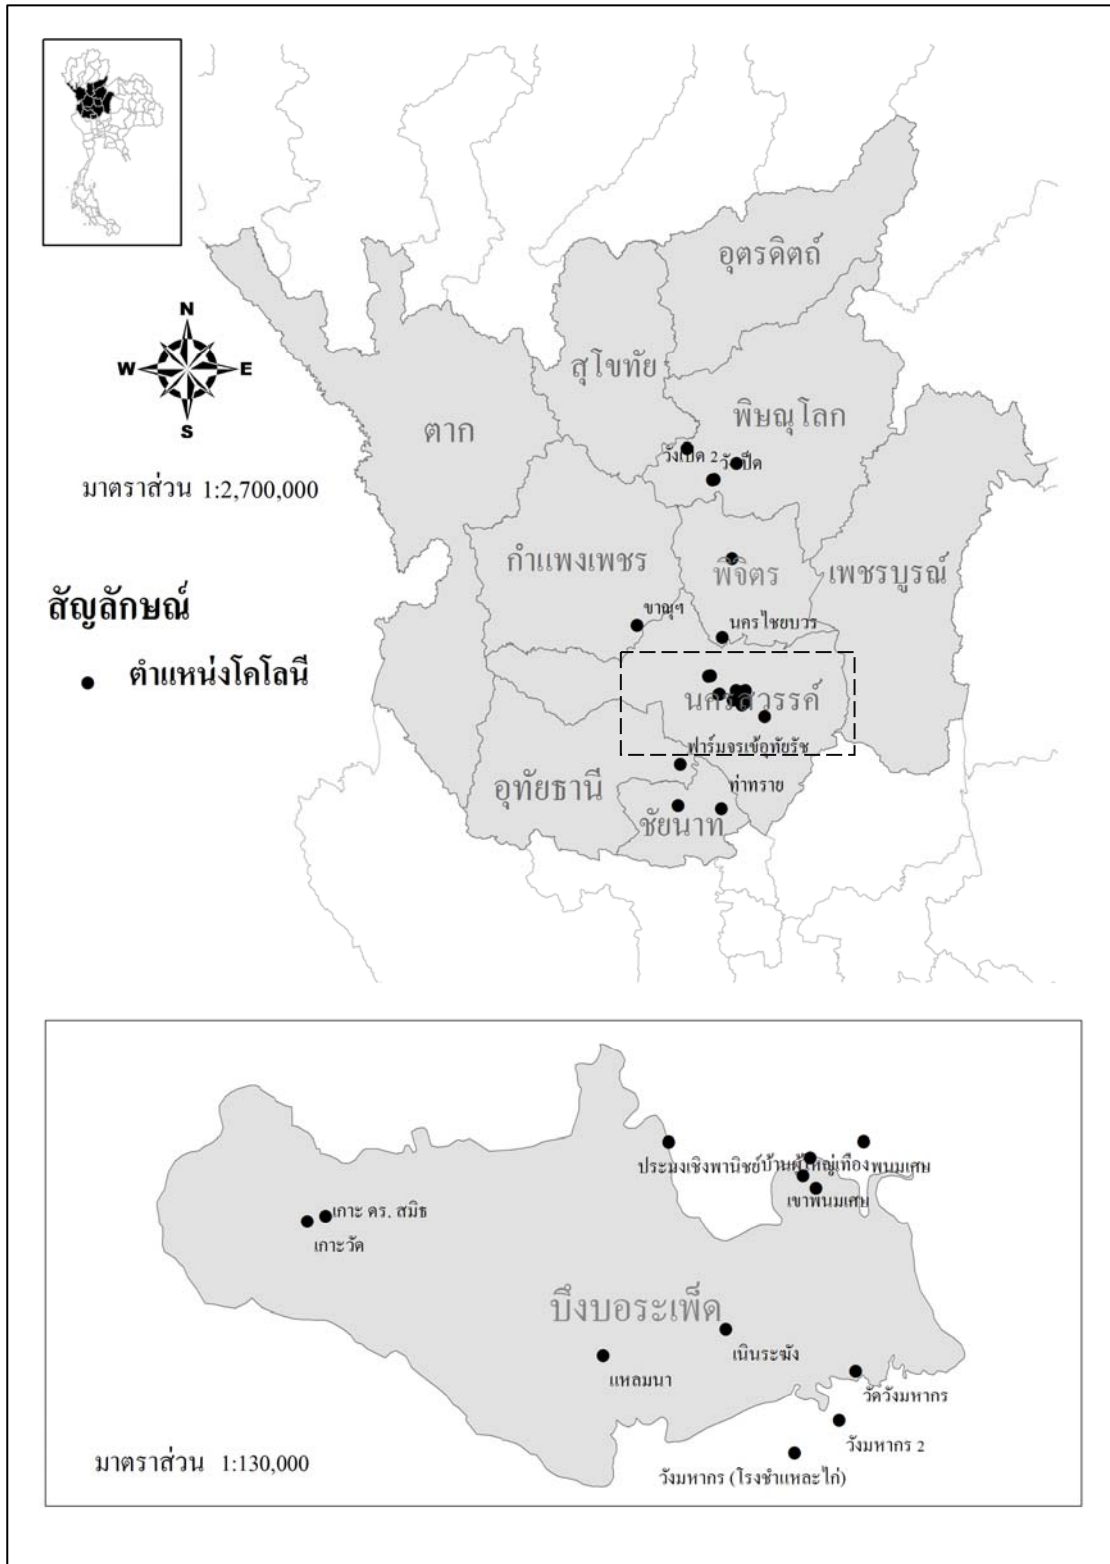 อุตรดิตถ์
N
สุโขทัย
W E
พิษณุโลก
ตาก
S
วังเป็ด 2 วังเป็ด
มาตราส่วน 1:2,700,000
กำแพงเพชร
พิจิตร
เพชรบูรณ์
สัญลักษณ์
ขาณุฯ
นครไชยบวร
ตำแหน่งโคโลนี
นครสวรรค์
ฟาร์มจรเข้อุทัยรัช
อุทัยธานี
ท่าทราย
ชัยนาท
ประมงเชิงพานิชย์
บ้านผู้ใหญ่เทือง
พนมเศษ
เขาพนมเศษ
เกาะ ดร. สมิธ
เกาะวัด
บึงบอระเพ็ด
เนินระฆัง
แหลมนา
วัดวังมหากร
วังมหากร 2
มาตราส่วน 1:130,000
วังมหากร (โรงชำแหละไก่)